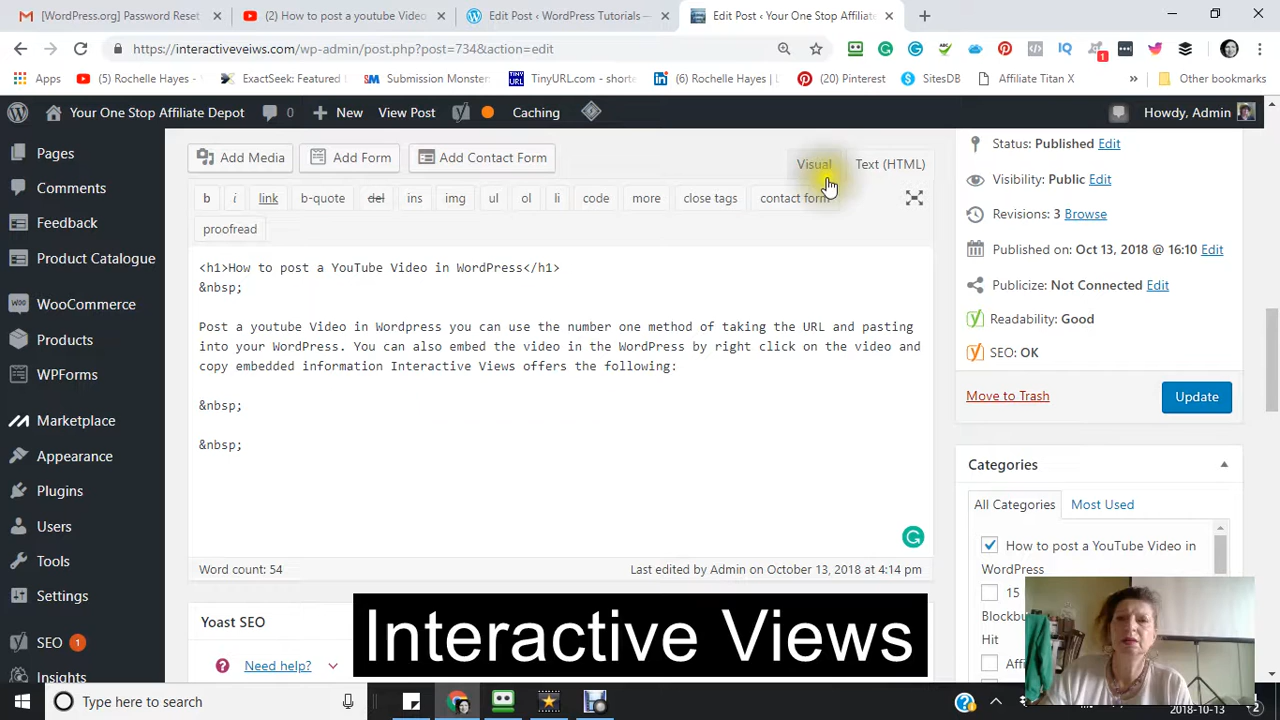 [WordPress.org] Password Reset
(2) How to post a youtube Video
Edit Post ‹ WordPress Tutorials —
Edit Post ‹ Your One Stop Affiliate
https://interactiveveiws.com/wp-admin/post.php?post=734&action=edit
Apps
(5) Rochelle Hayes - 
ExactSeek: Featured L
Submission Monster
TinyURL.com - shorte
(6) Rochelle Hayes |
(20) Pinterest
SitesDB
Affiliate Titan X
»
Other bookmarks
Your One Stop Affiliate Depot
0
New
View Post
Caching
Howdy, Admin
Pages
Comments
Feedback
Product Catalogue
WooCommerce
Products
WPForms
Marketplace
Appearance
Plugins
Users
Tools
Settings
SEO 1
Insights
Add Media
Add Form
Add Contact Form
Visual
Text (HTML)
b i link b-quote del ins img ul ol li code more close tags contact form
proofread
<h1>How to post a YouTube Video in WordPress</h1>
&nbsp;
Post a youtube Video in Wordpress you can use the number one method of taking the URL and pasting
into your WordPress. You can also embed the video in the WordPress by right click on the video and
copy embedded information Interactive Views offers the following:
&nbsp;
&nbsp;
Word count: 54
Last edited by Admin on October 13, 2018 at 4:14 pm
Yoast SEO
Need help?
Status: Published Edit
Visibility: Public Edit
Revisions: 3 Browse
Published on: Oct 13, 2018 @ 16:10 Edit
Publicize: Not Connected Edit
Readability: Good
SEO: OK
Move to Trash
Update
Categories
All Categories
Most Used
How to post a YouTube Video in
WordPress
15
Blockbu
Hit
Affi
Interactive Views
Type here to search
2018-10-13
2